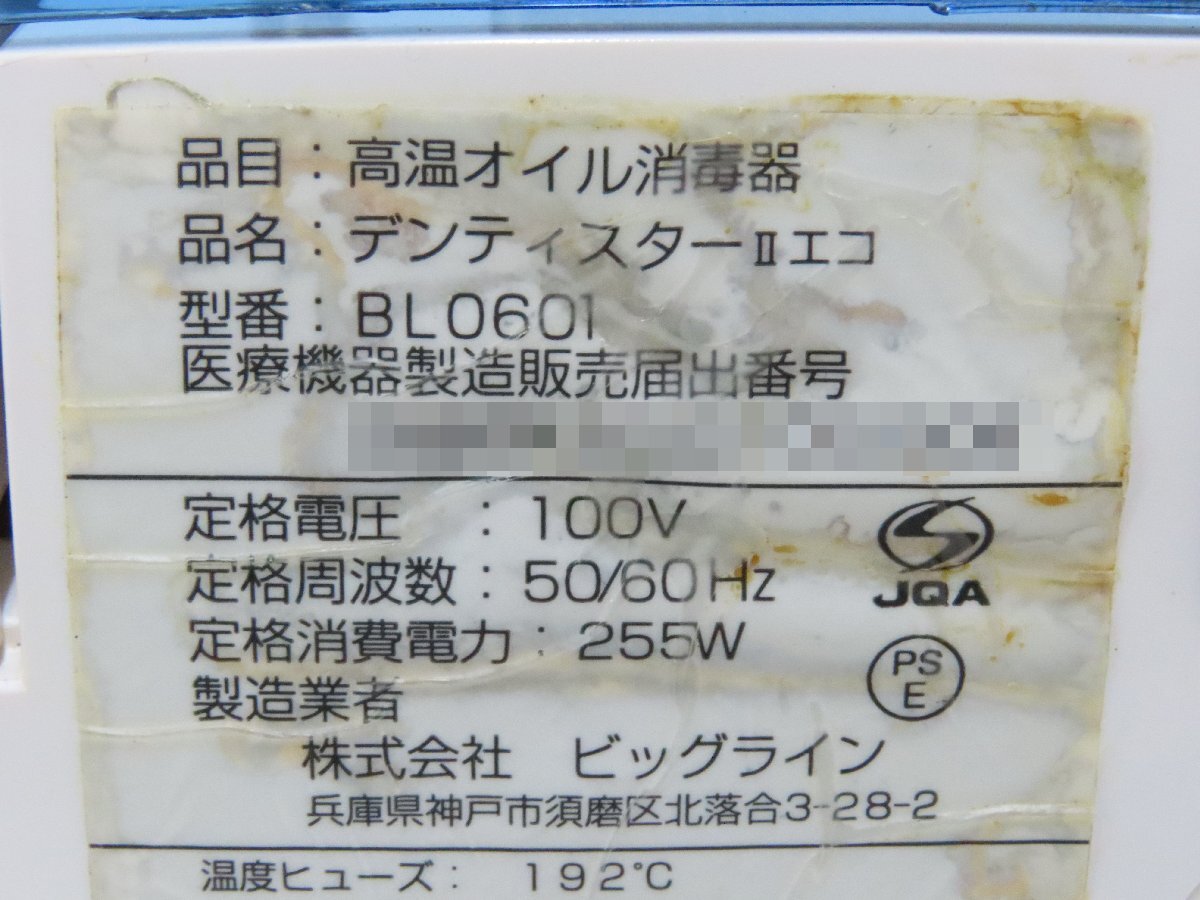 品目：高温オイル消毒器
品名：デンティスターⅡエコ
型番：BL0601
医療機器製造販売届出番号
定格電圧　：100V
定格周波数：50/60Hz
定格消費電力：255W
JQA
PS
E
製造業者
株式会社　ビッグライン
兵庫県神戸市須磨区北落合3-28-2
温度ヒューズ：　192℃